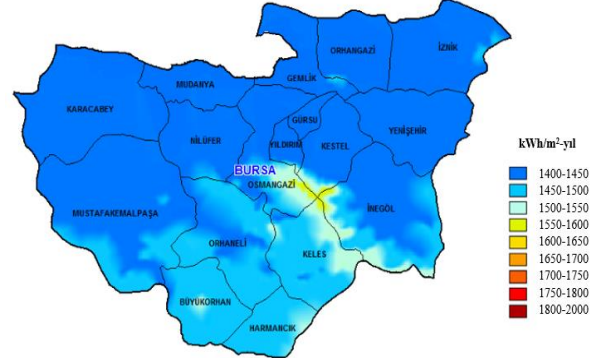 ORHANGAZİ
İZNİK
GEMLİK
MUDANYA
KARACABEY
GÜRSU
YENİŞEHİR
NİLÜFER
YILDIRIM
KESTEL
BURSA
OSMANGAZİ
MUSTAFAKEMALPAŞA
İNEGÖL
ORHANELİ
KELES
BÜYÜKORHAN
HARMANCIK
kWh/m²-yıl
1400-1450
1450-1500
1500-1550
1550-1600
1600-1650
1650-1700
1700-1750
1750-1800
1800-2000